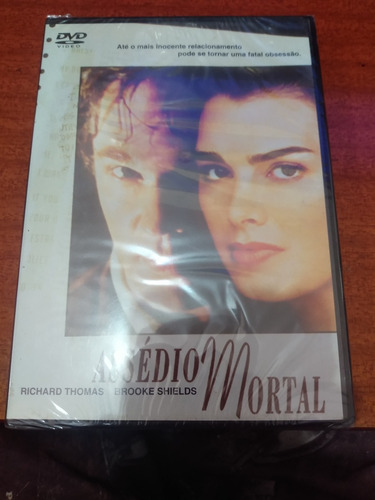 DVD
VIDEO
Até o mais inocente relacionamento
pode se tornar uma fatal obsessão.
ASSÉDIO MORTAL
RICHARD THOMAS BROOKE SHIELDS